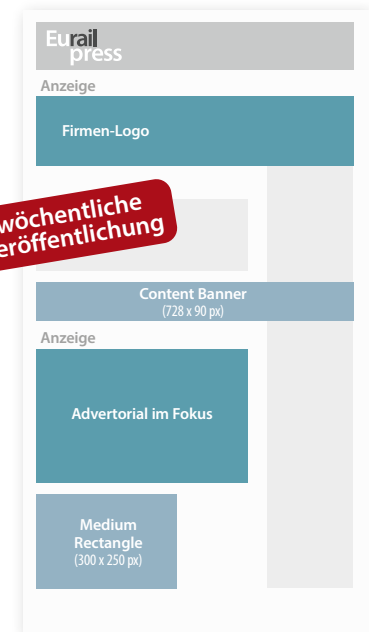 Eurail
press
Anzeige
Firmen-Logo
wöchentliche
eröffentlichung
Content Banner
(728 x 90 px)
Anzeige
Advertorial im Fokus
Medium
Rectangle
(300 x 250 px)